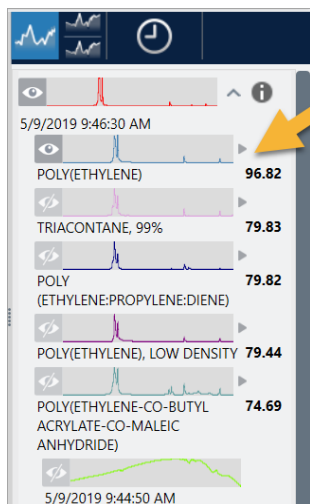 5/9/2019 9:46:30 AM
POLY(ETHYLENE) 96.82
TRIACONTANE, 99% 79.83
POLY 79.82
(ETHYLENE:PROPYLENE:DIENE)
POLY(ETHYLENE), LOW DENSITY 79.44
POLY(ETHYLENE-CO-BUTYL 74.69
ACRYLATE-CO-MALEIC
ANHYDRIDE)
5/9/2019 9:44:50 AM